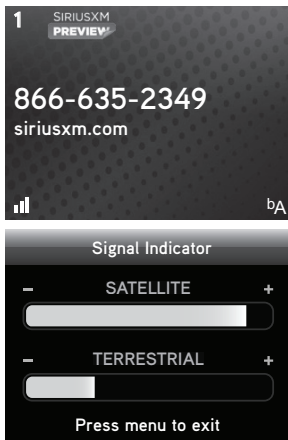 1 SIRIUSXM
PREVIEW
866-635-2349
siriusxm.com
bA
Signal Indicator
– SATELLITE +
– TERRESTRIAL +
Press menu to exit